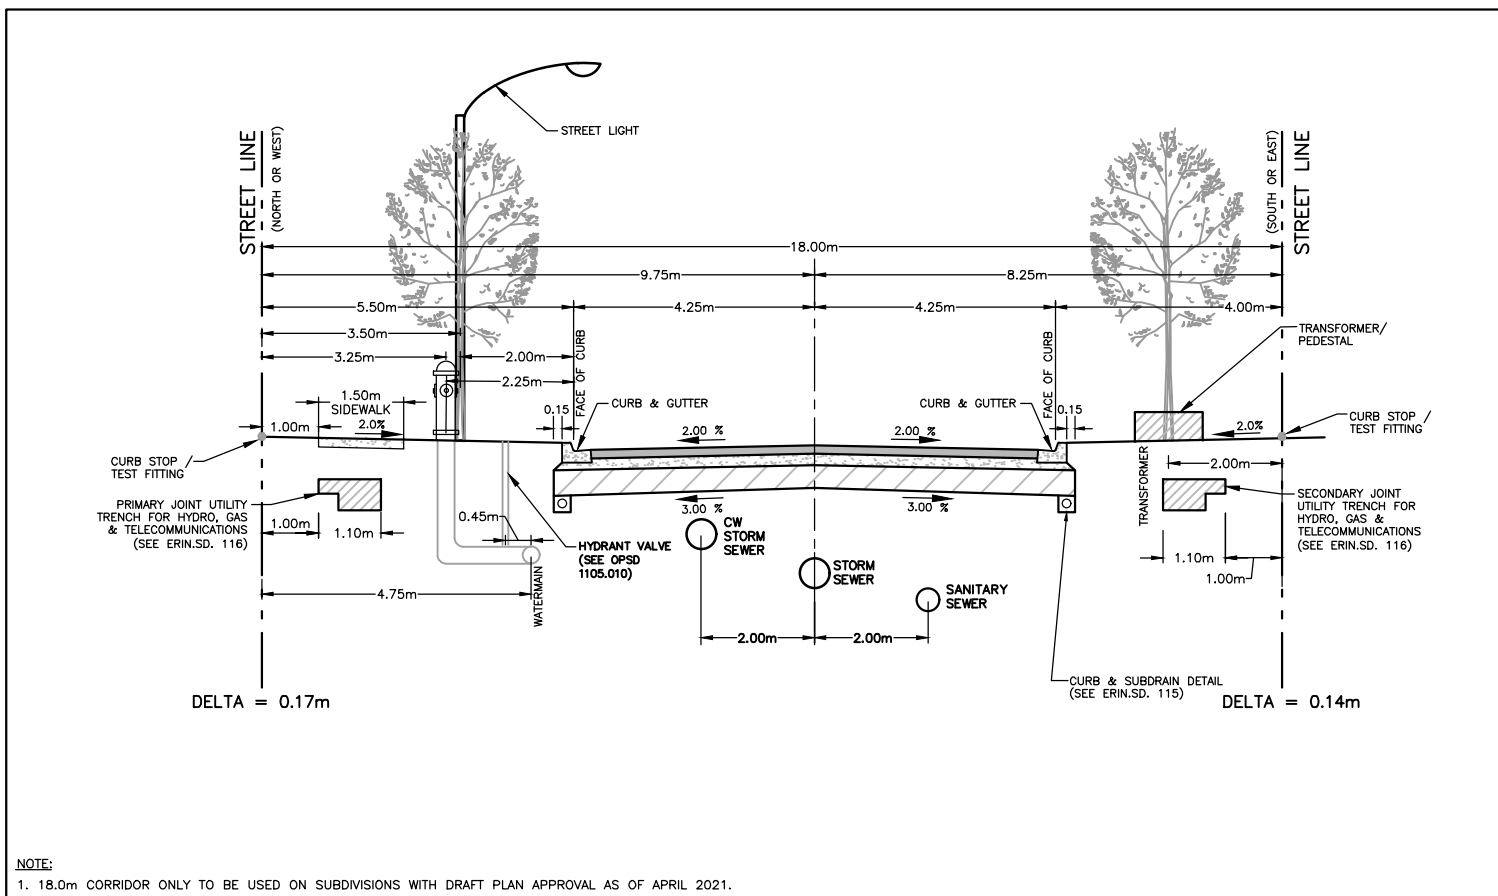 STREET LIGHT
STREET LINE
(NORTH OR WEST)
(SOUTH OR EAST)
STREET LINE
18.00m
9.75m
8.25m
5.50m
4.25m
4.25m
4.00m
3.50m
3.25m
2.00m
2.25m
FACE OF CURB
FACE OF CURB
TRANSFORMER/
PEDESTAL
1.50m
SIDEWALK
1.00m
2.0%
0.15
CURB & GUTTER
CURB & GUTTER
0.15
2.00 %
2.00 %
2.0%
CURB STOP /
TEST FITTING
CURB STOP /
TEST FITTING
2.00m
TRANSFORMER
PRIMARY JOINT UTILITY
TRENCH FOR HYDRO, GAS
& TELECOMMUNICATIONS
(SEE ERIN.SD. 116)
1.00m
1.10m
0.45m
3.00 %
3.00 %
SECONDARY JOINT
UTILITY TRENCH FOR
HYDRO, GAS &
TELECOMMUNICATIONS
(SEE ERIN.SD. 116)
HYDRANT VALVE
(SEE OPSD
1105.010)
CW
STORM
SEWER
STORM
SEWER
SANITARY
SEWER
1.10m
1.00m
4.75m
WATERMAIN
2.00m
2.00m
CURB & SUBDRAIN DETAIL
(SEE ERIN.SD. 115)
DELTA = 0.17m
DELTA = 0.14m
NOTE:
1. 18.0m CORRIDOR ONLY TO BE USED ON SUBDIVISIONS WITH DRAFT PLAN APPROVAL AS OF APRIL 2021.